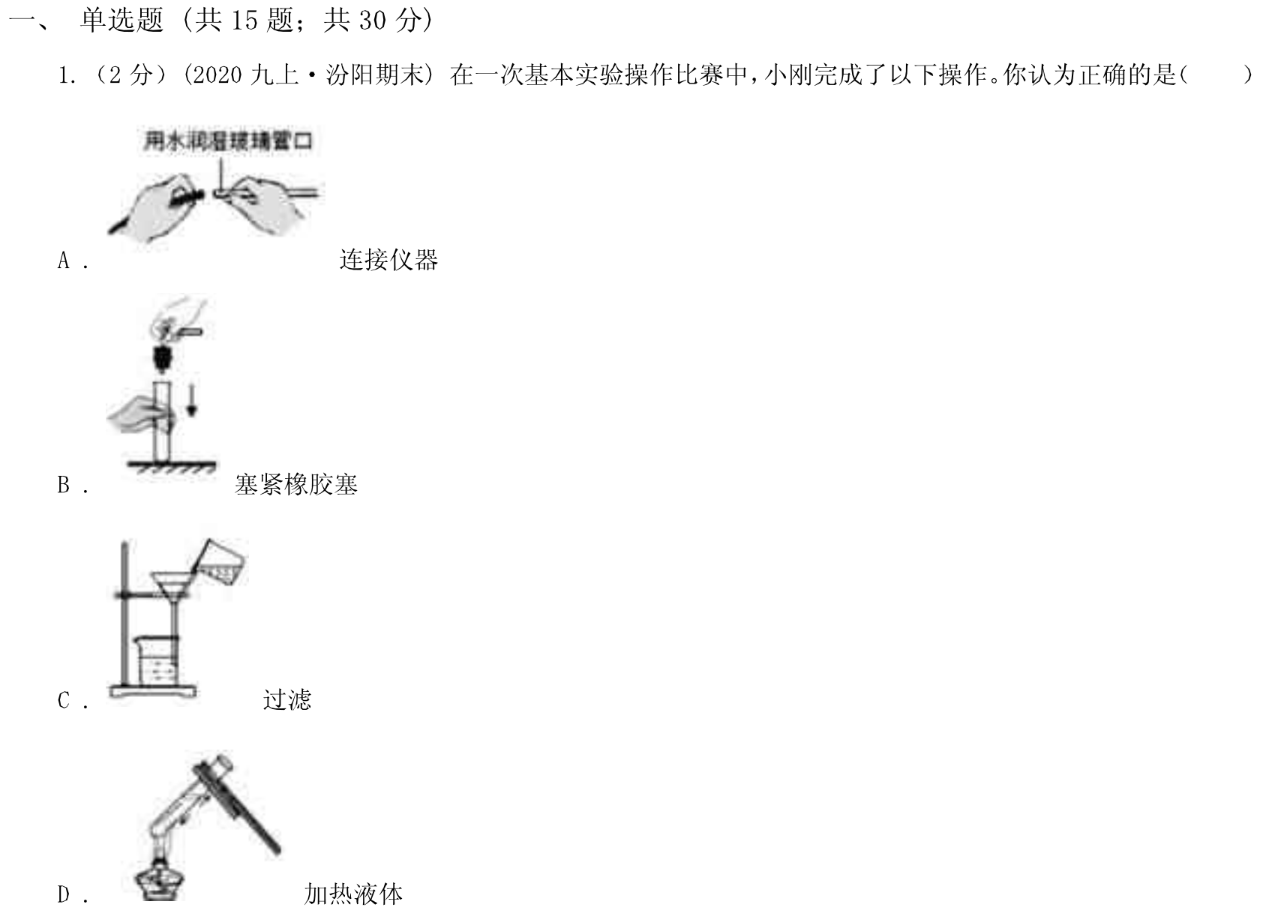 一、 单选题 (共 15 题；共 30 分)
1. （2 分）(2020 九上·汾阳期末) 在一次基本实验操作比赛中，小刚完成了以下操作。你认为正确的是（　　）
用水润湿玻璃管口
A . 连接仪器
B . 塞紧橡胶塞
C . 过滤
D . 加热液体